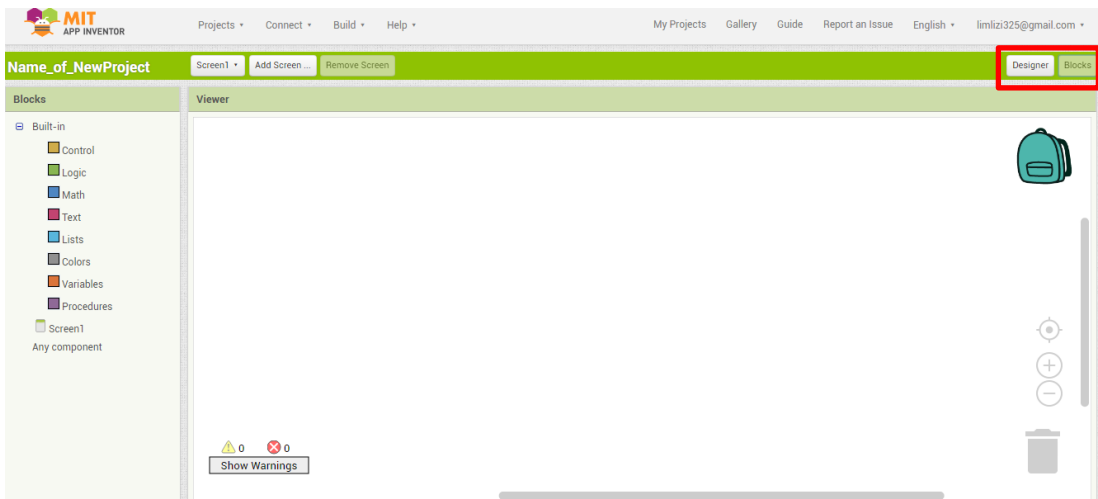 MIT
APP INVENTOR
Projects Connect Build Help My Projects Gallery Guide Report an Issue English limlizi325@gmail.com
Name_of_NewProject Screen1 Add Screen ... Remove Screen Designer Blocks
Blocks Viewer
Built-in
Control
Logic
Math
Text
Lists
Colors
Variables
Procedures
Screen1
Any component
0 0
Show Warnings